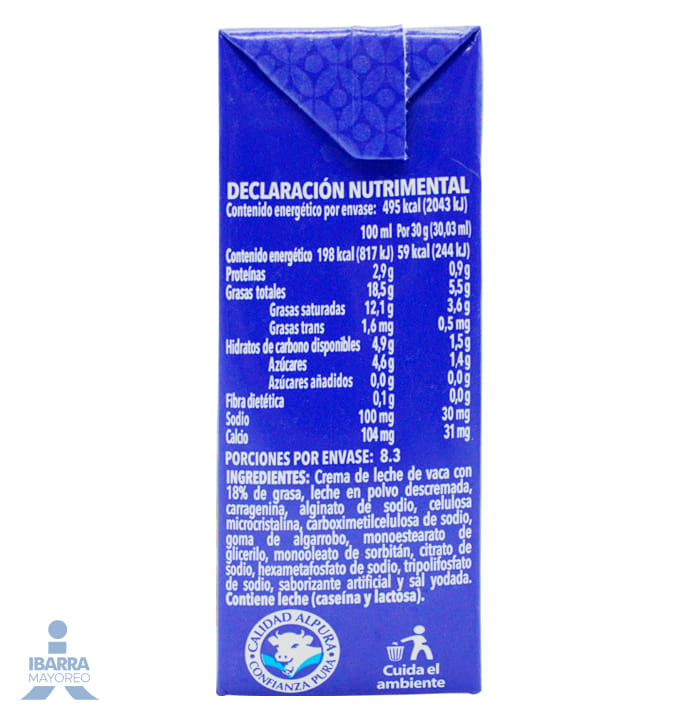 DECLARACIÓN NUTRIMENTAL
Contenido energético por envase: 495 kcal (2043 kJ)
100 ml Por 30 g (30,03 ml)
Contenido energético 198 kcal (817 kJ) 59 kcal (244 kJ)
Proteínas 2,9 g 0,9 g
Grasas totales 18,5 g 5,5 g
Grasas saturadas 12,1 g 3,6 g
Grasas trans 1,6 mg 0,5 mg
Hidratos de carbono disponibles 4,9 g 1,5 g
Azúcares 4,6 g 1,4 g
Azúcares añadidos 0,0 g 0,0 g
Fibra dietética 0,1 g 0,0 g
Sodio 100 mg 30 mg
Calcio 104 mg 31 mg
PORCIONES POR ENVASE: 8.3
INGREDIENTES: Crema de leche de vaca con
18% de grasa, leche en polvo descremada,
carragenina, alginato de sodio, celulosa
microcristalina, carboximetilcelulosa de sodio,
goma de algarrobo, monoestearato de
glicerilo, monooleato de sorbitán, citrato de
sodio, hexametafosfato de sodio, tripolifosfato
de sodio, saborizante artificial y sal yodada.
Contiene leche (caseína y lactosa).
CALIDAD ALPURA
CONFIANZA PURA
Cuida el
ambiente
IBARRA
MAYOREO